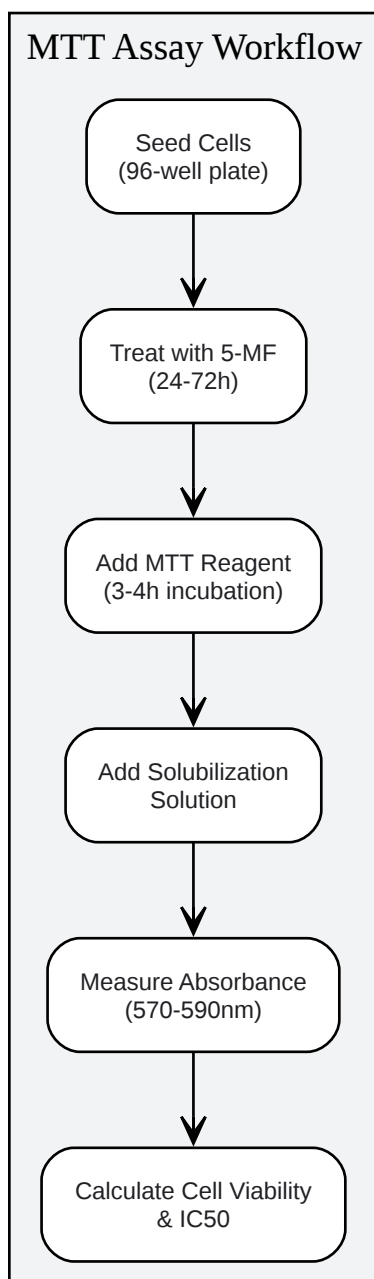 MTT Assay Workflow
Seed Cells
(96-well plate)
Treat with 5-MF
(24-72h)
Add MTT Reagent
(3-4h incubation)
Add Solubilization
Solution
Measure Absorbance
(570-590nm)
Calculate Cell Viability
& IC50